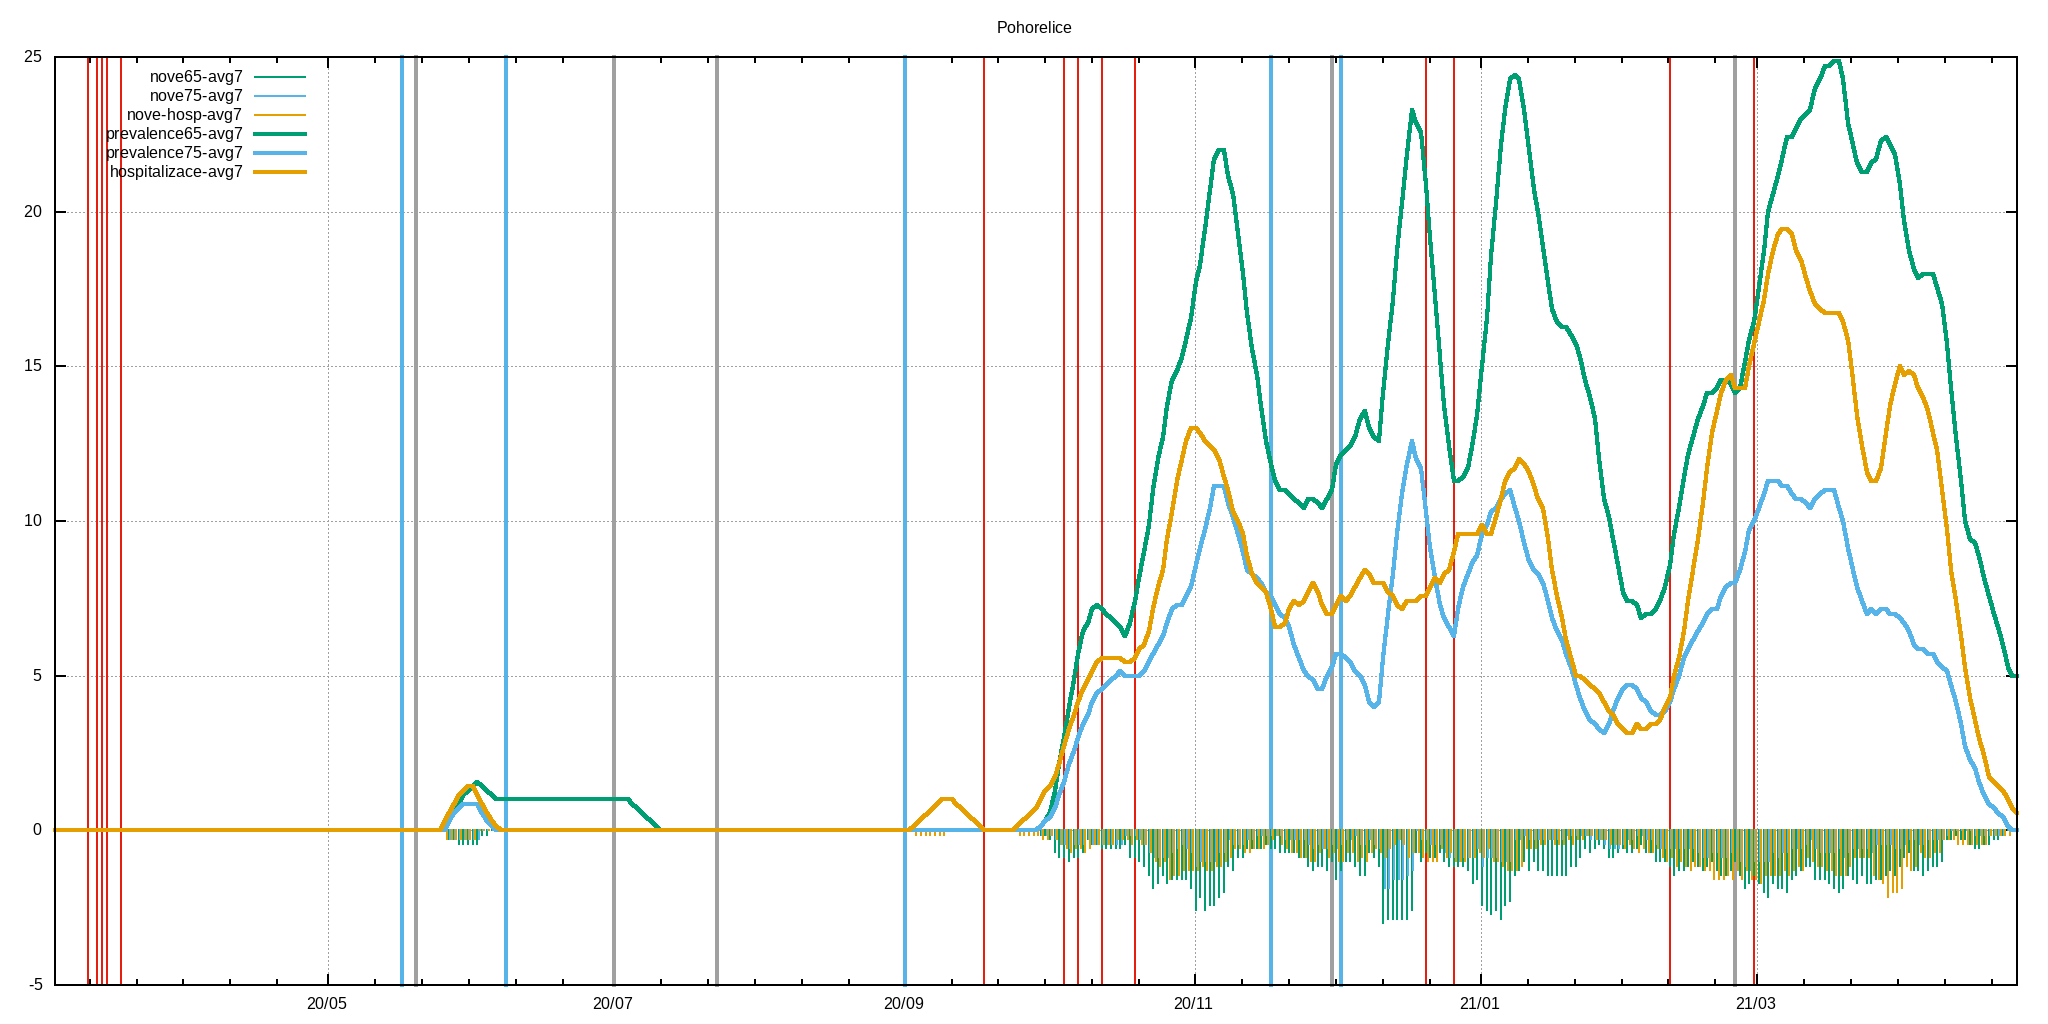 Pohorelice
25
nove65-avg7
nove75-avg7
nove-hosp-avg7
prevalence65-avg7
prevalence75-avg7
hospitalizace-avg7
20
15
10
5
0
-5
20/05 20/07 20/09 20/11 21/01 21/03